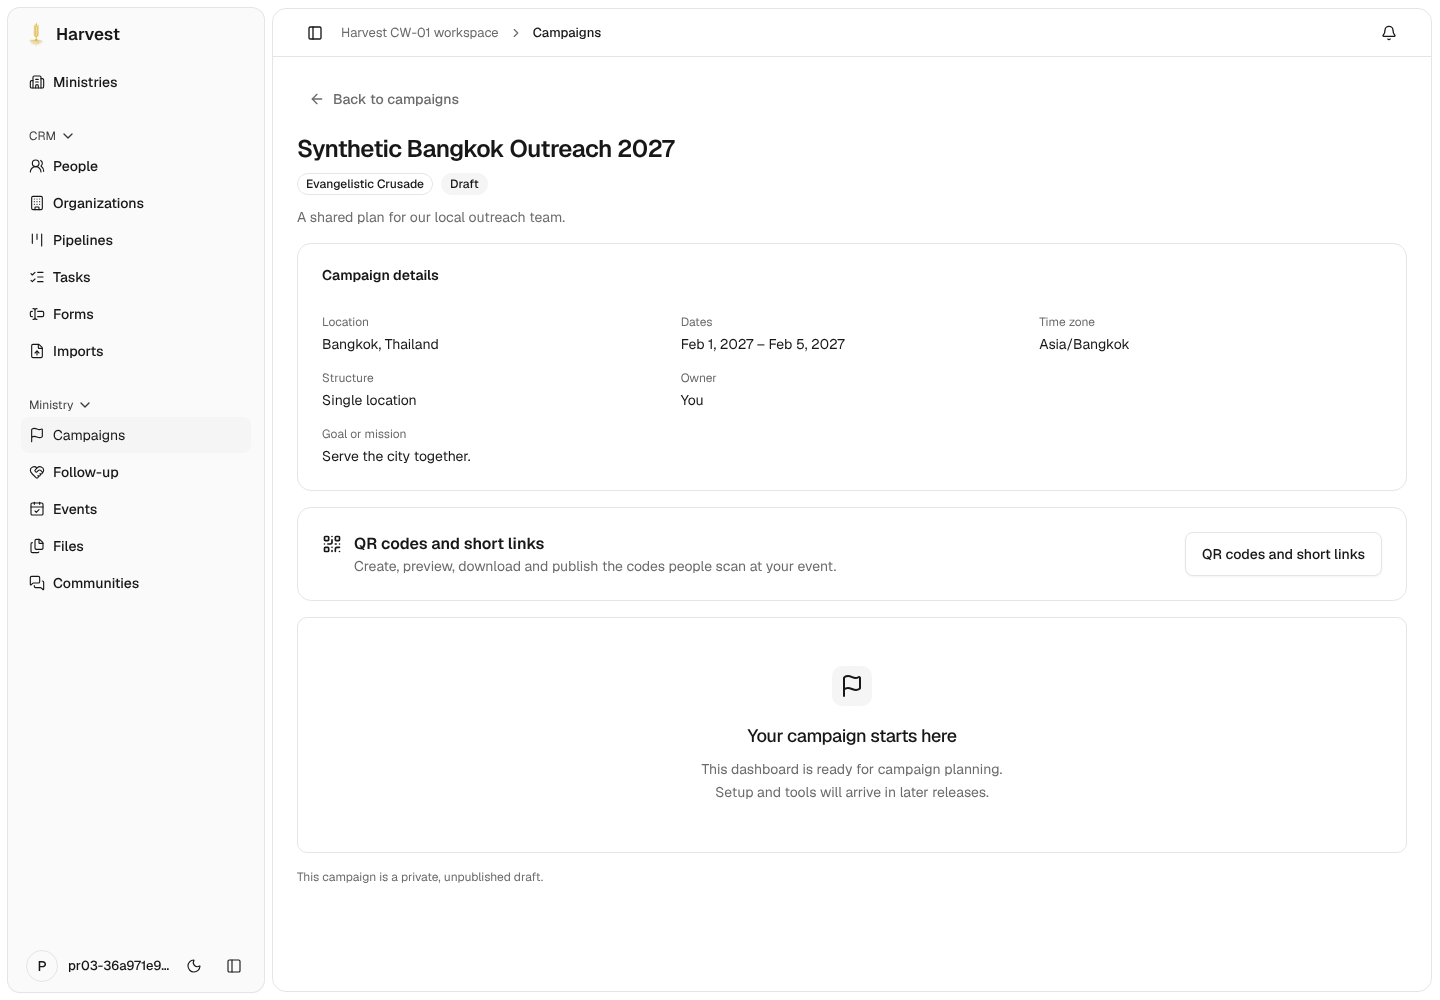 Harvest
Ministries
CRM
People
Organizations
Pipelines
Tasks
Forms
Imports
Ministry
Campaigns
Follow-up
Events
Files
Communities
P pr03-36a971e9...
Harvest CW-01 workspace > Campaigns
Back to campaigns
Synthetic Bangkok Outreach 2027
Evangelistic Crusade Draft
A shared plan for our local outreach team.
Campaign details
Location Dates Time zone
Bangkok, Thailand Feb 1, 2027 – Feb 5, 2027 Asia/Bangkok
Structure Owner
Single location You
Goal or mission
Serve the city together.
QR codes and short links
Create, preview, download and publish the codes people scan at your event.
QR codes and short links
Your campaign starts here
This dashboard is ready for campaign planning.
Setup and tools will arrive in later releases.
This campaign is a private, unpublished draft.